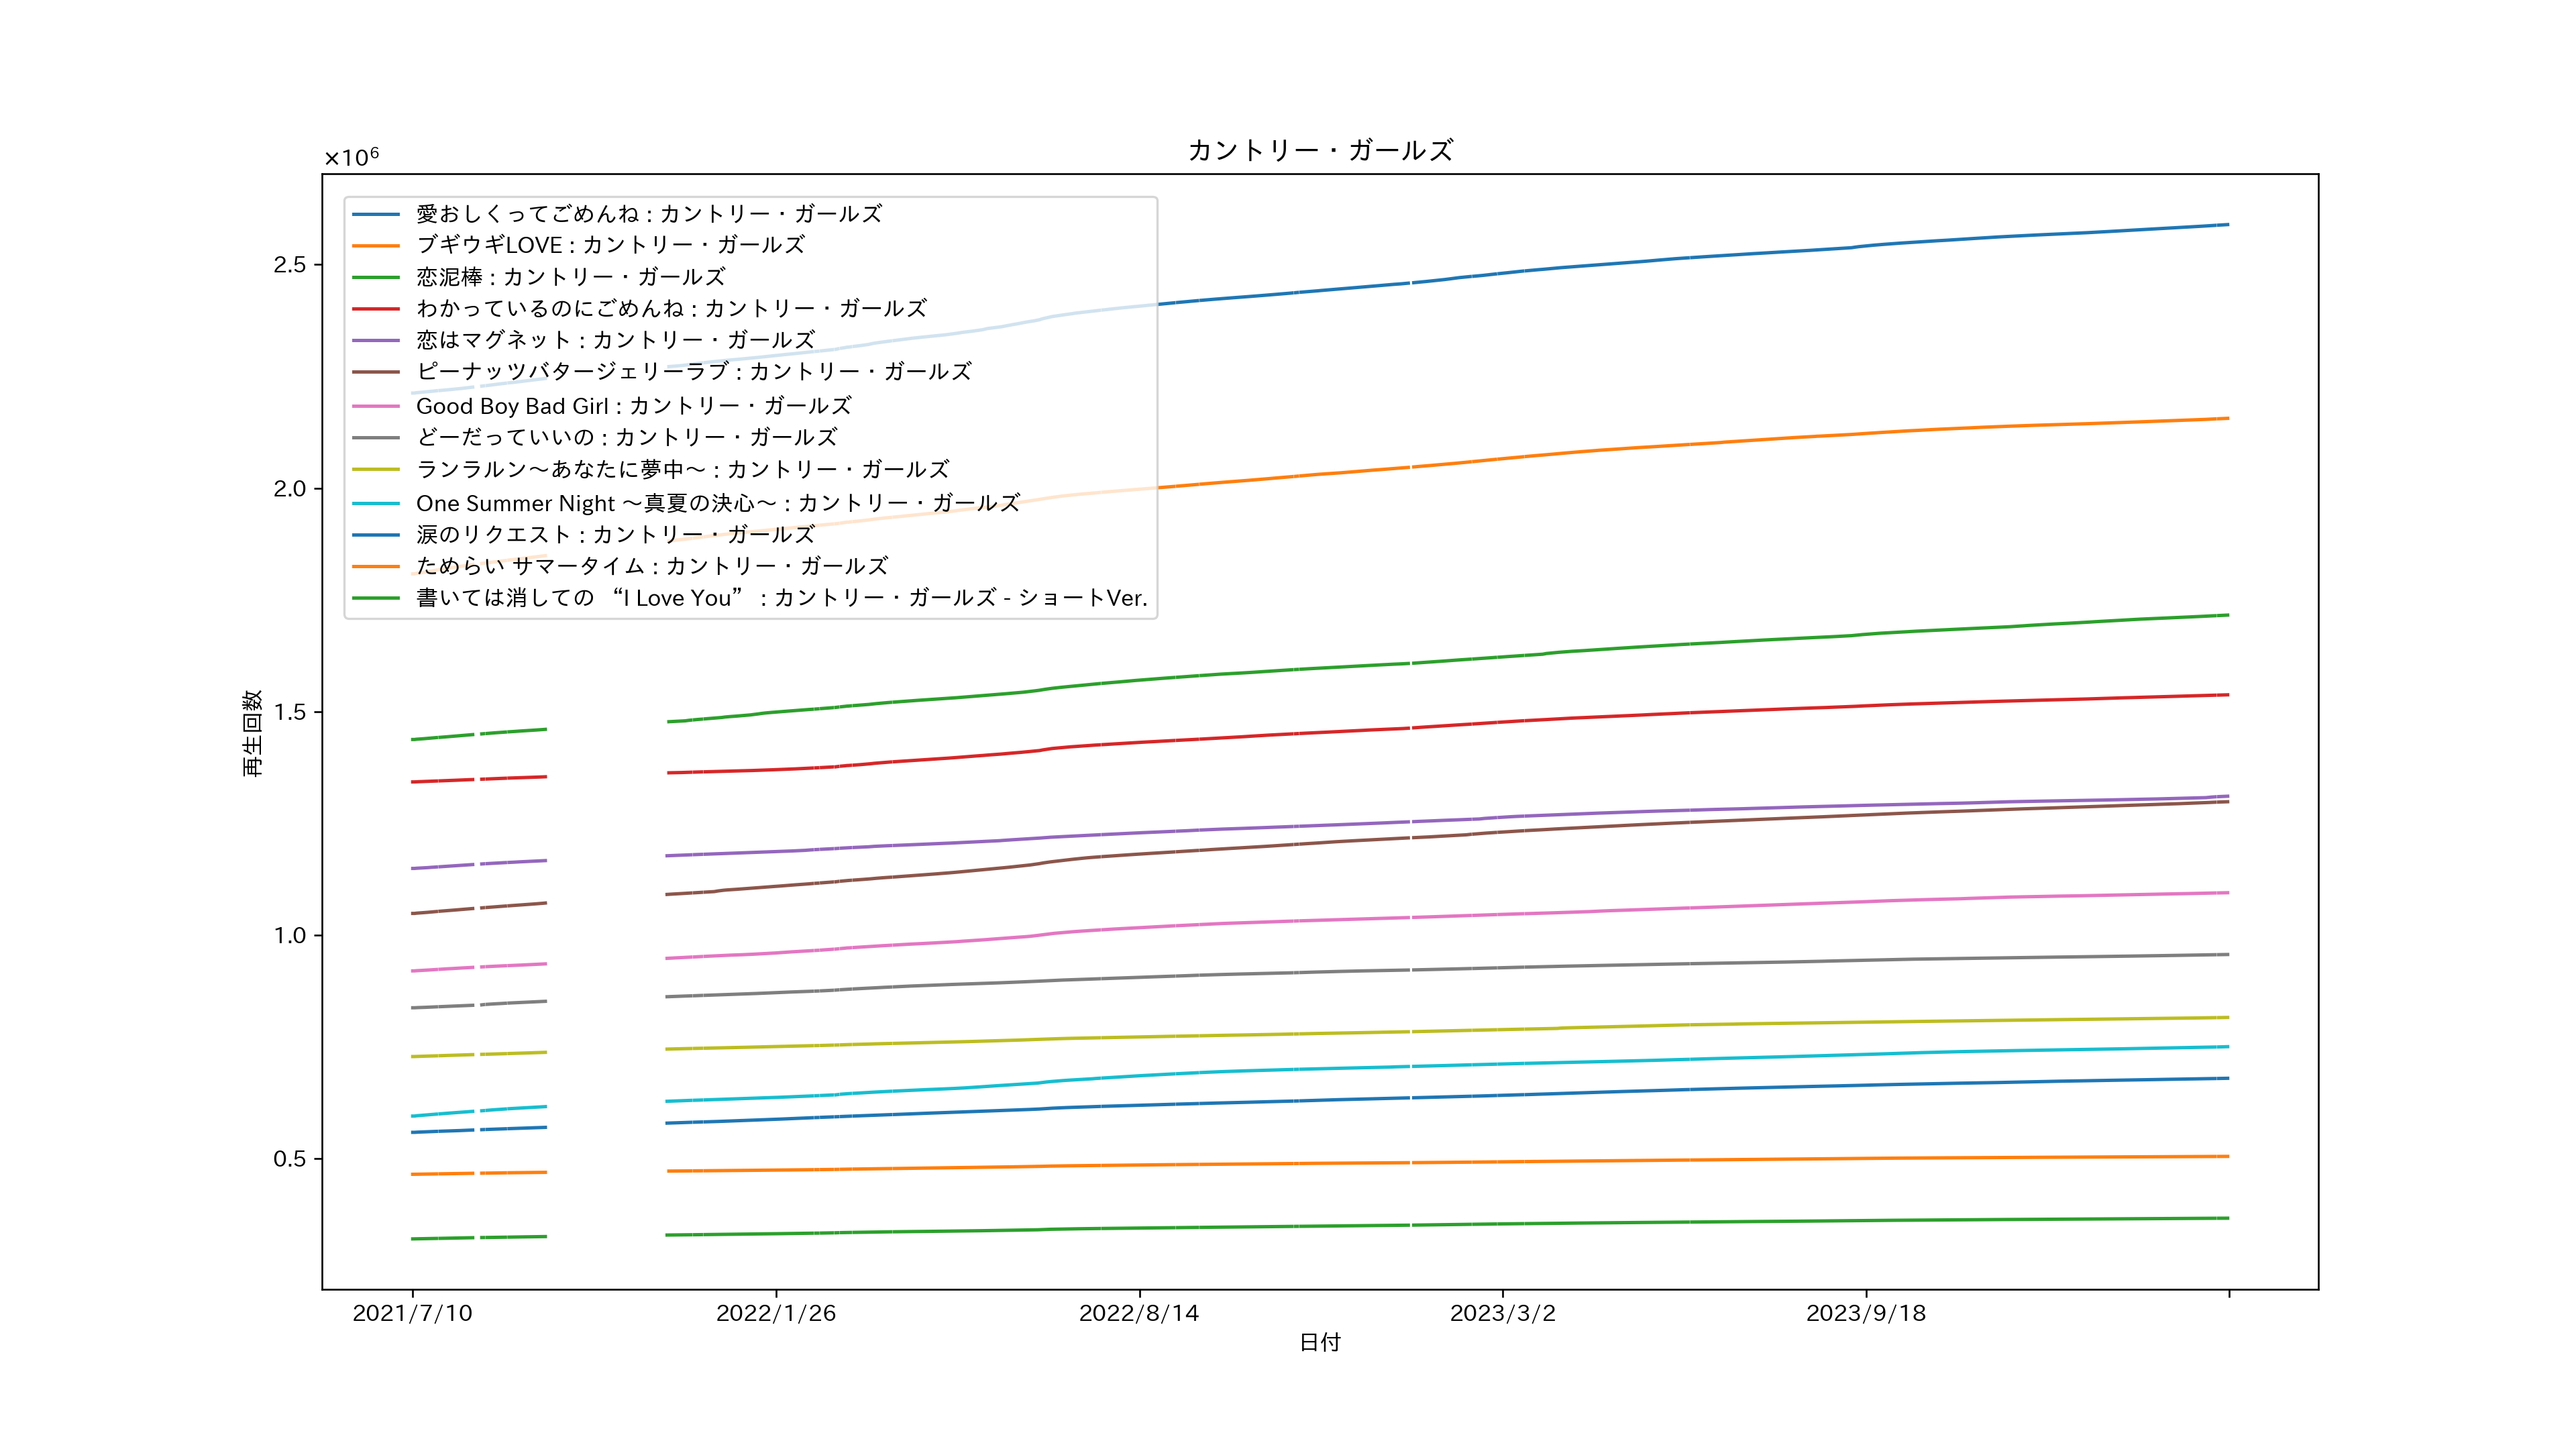 カントリー・ガールズ
×10⁶
愛おしくってごめんね : カントリー・ガールズ
ブギウギLOVE : カントリー・ガールズ
恋泥棒 : カントリー・ガールズ
わかっているのにごめんね : カントリー・ガールズ
恋はマグネット : カントリー・ガールズ
ピーナッツバタージェリーラブ : カントリー・ガールズ
Good Boy Bad Girl : カントリー・ガールズ
どーだっていいの : カントリー・ガールズ
ランラルン〜あなたに夢中〜 : カントリー・ガールズ
One Summer Night 〜真夏の決心〜 : カントリー・ガールズ
涙のリクエスト : カントリー・ガールズ
ためらい サマータイム : カントリー・ガールズ
書いては消しての “I Love You” : カントリー・ガールズ - ショートVer.
2.5
2.0
1.5
1.0
0.5
再生回数
2021/7/10 2022/1/26 2022/8/14 2023/3/2 2023/9/18
日付